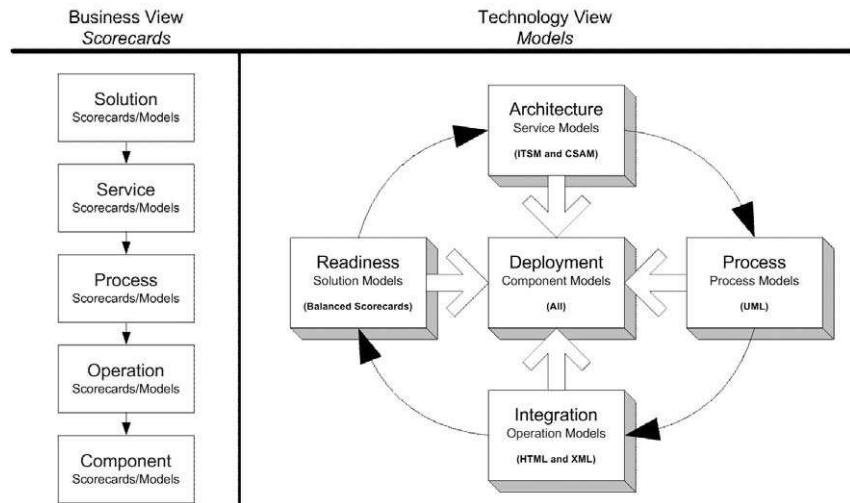 Business View
Scorecards
Technology View
Models
Solution
Scorecards/Models
Service
Scorecards/Models
Process
Scorecards/Models
Operation
Scorecards/Models
Component
Scorecards/Models
Architecture
Service Models
(ITSM and CSAM)
Readiness
Solution Models
(Balanced Scorecards)
Deployment
Component Models
(All)
Process
Process Models
(UML)
Integration
Operation Models
(HTML and XML)